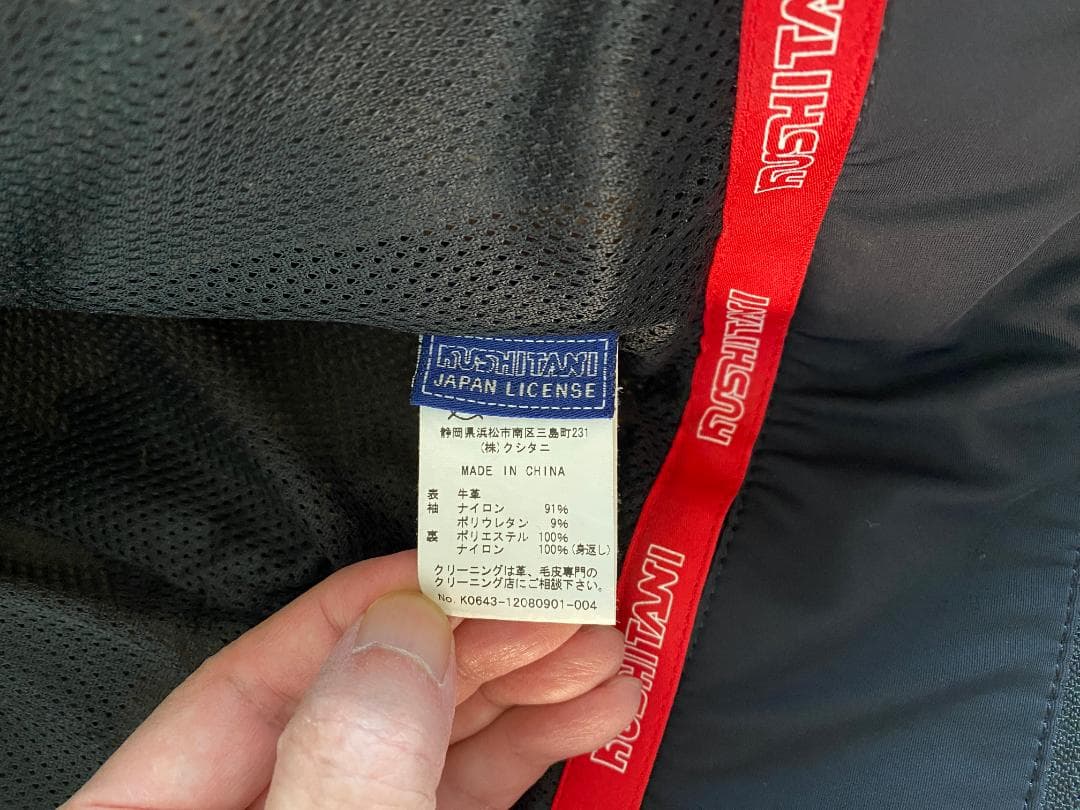 KUSHITANI
JAPAN LICENSE
静岡県浜松市南区三島町231
(株)クシタニ
MADE IN CHINA
表 牛革
袖 ナイロン 91%
ポリウレタン 9%
裏 ポリエステル 100%
ナイロン 100%(身返し)
クリーニングは革、毛皮専門の
クリーニング店にご相談下さい。
No. K0643-12080901-004
KUSHITANI
KUSHITANI
KUSHITANI